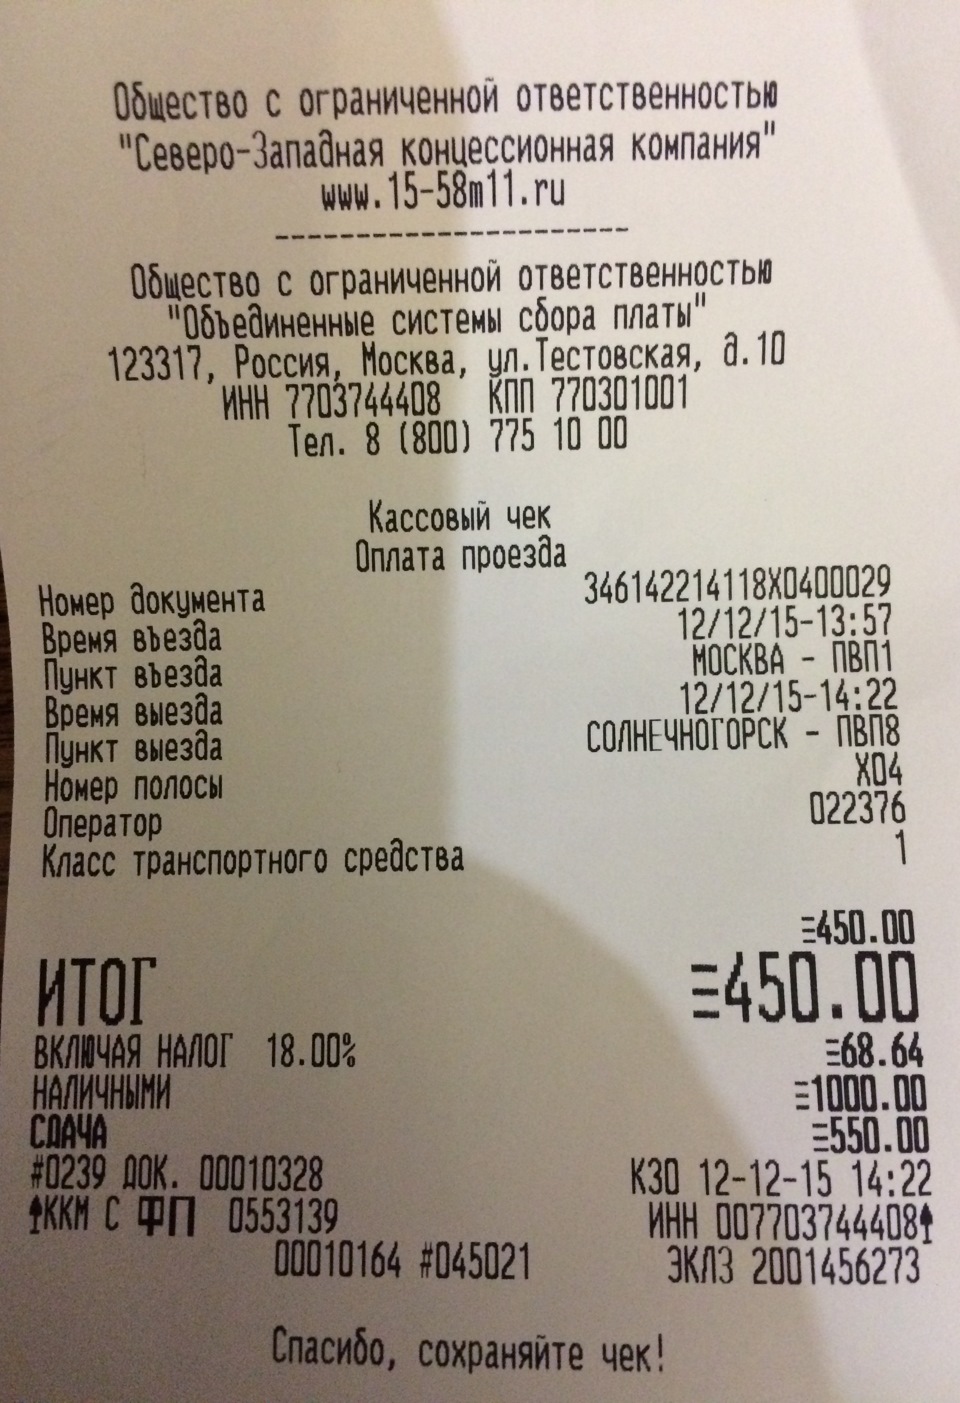 Общество с ограниченной ответственностью
"Северо-Западная концессионная компания"
www.15-58m11.ru
----------------------
Общество с ограниченной ответственностью
"Объединенные системы сбора платы"
123317, Россия, Москва, ул.Тестовская, д.10
ИНН 7703744408 КПП 770301001
Тел. 8 (800) 775 10 00
Кассовый чек
Оплата проезда
Номер документа 346142214118X0400029
Время въезда 12/12/15-13:57
Пункт въезда МОСКВА - ПВП1
Время выезда 12/12/15-14:22
Пункт выезда СОЛНЕЧНОГОРСК - ПВП8
Номер полосы X04
Оператор 022376
Класс транспортного средства 1
≡450.00
ИТОГ ≡450.00
ВКЛЮЧАЯ НАЛОГ 18.00% ≡68.64
НАЛИЧНЫМИ ≡1000.00
СДАЧА ≡550.00
#0239 ДОК. 00010328 К30 12-12-15 14:22
ККМ С ФП 0553139 ИНН 007703744408
00010164 #045021 ЭКЛЗ 2001456273
Спасибо, сохраняйте чек!